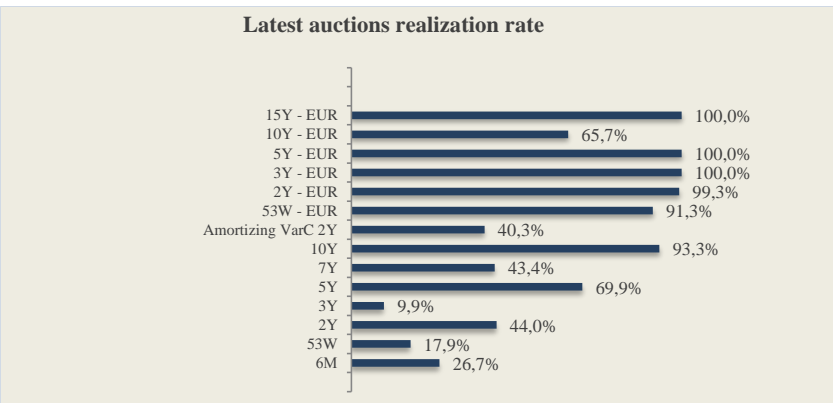 Latest auctions realization rate
15Y - EUR 100,0%
10Y - EUR 65,7%
5Y - EUR 100,0%
3Y - EUR 100,0%
2Y - EUR 99,3%
53W - EUR 91,3%
Amortizing VarC 2Y 40,3%
10Y 93,3%
7Y 43,4%
5Y 69,9%
3Y 9,9%
2Y 44,0%
53W 17,9%
6M 26,7%